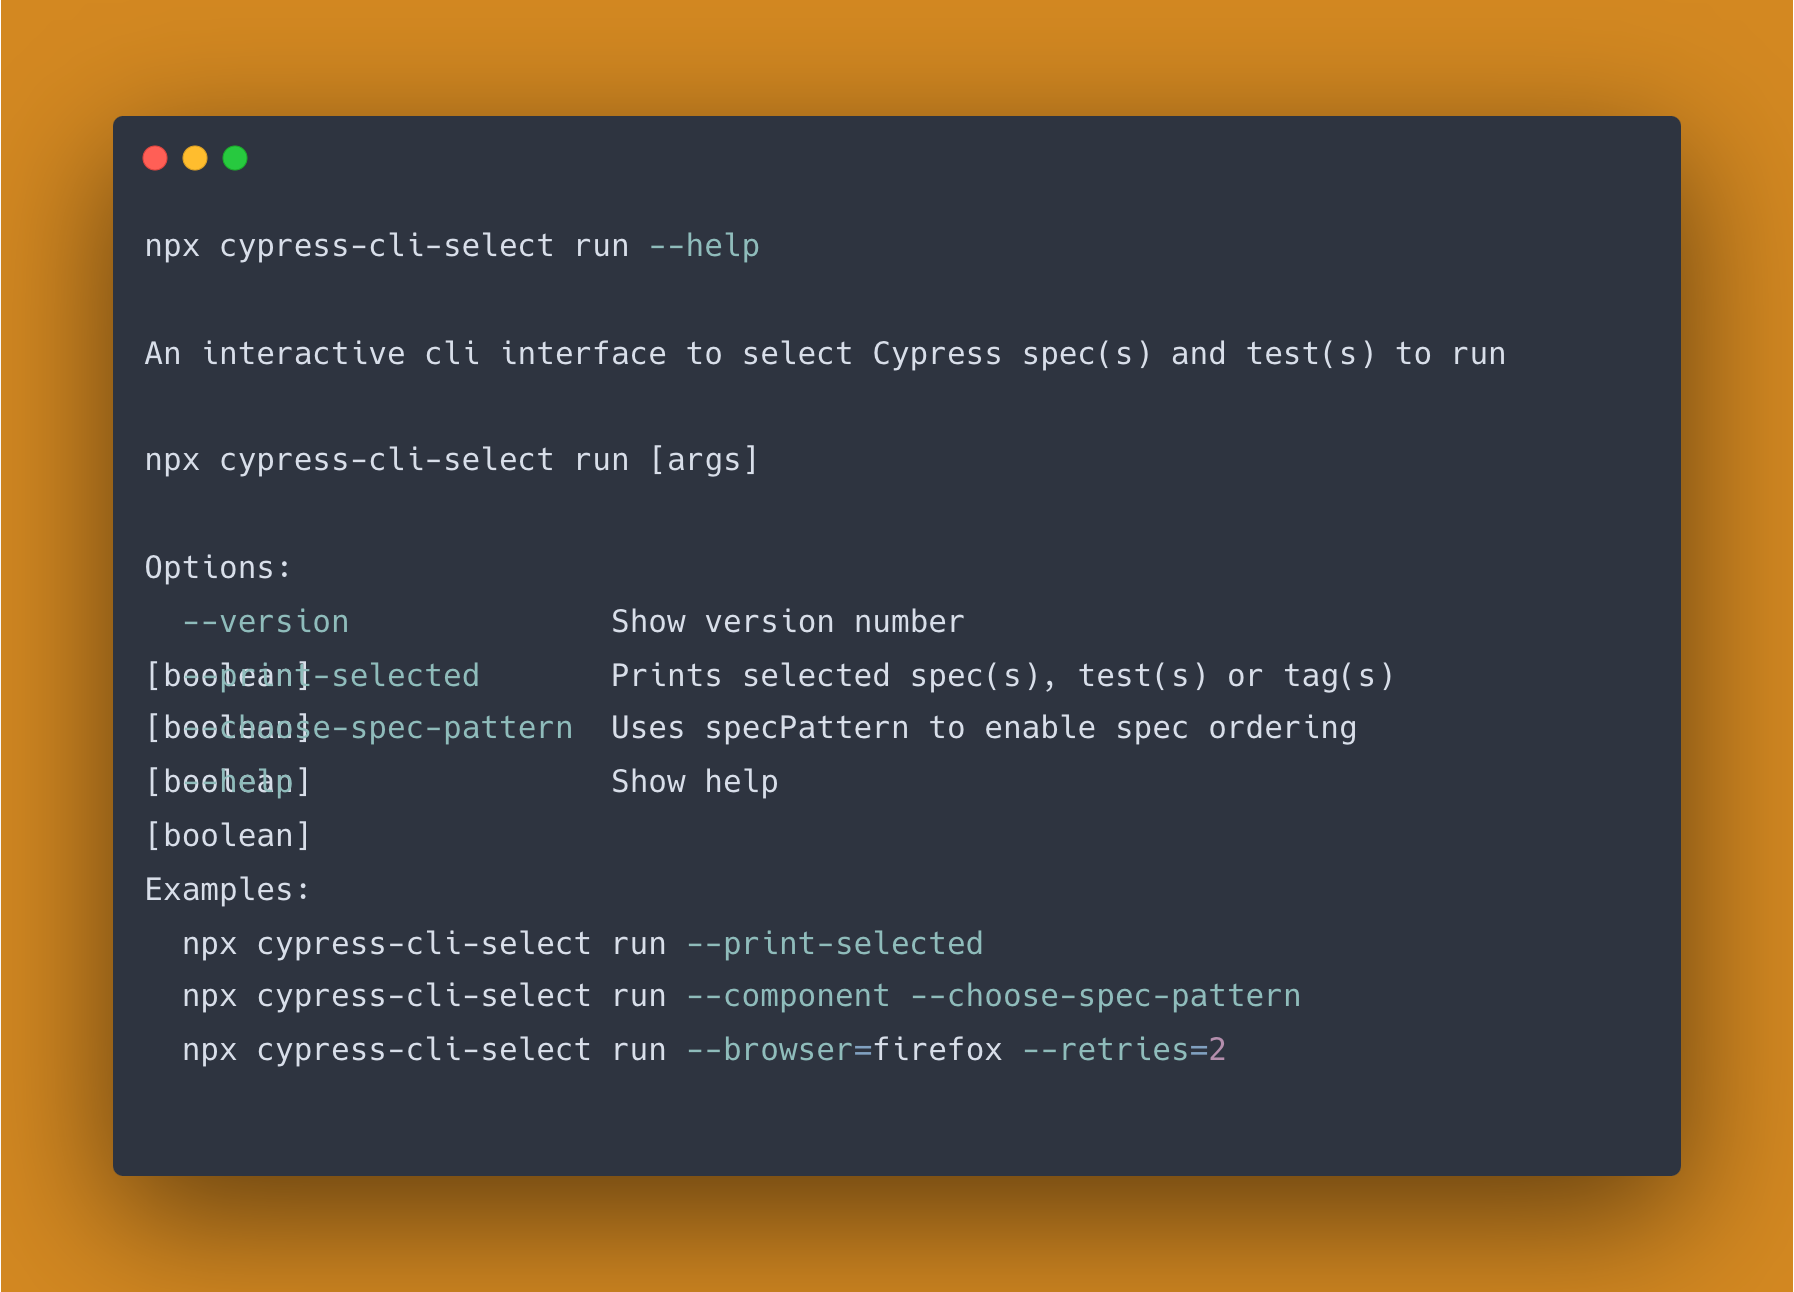 npx cypress-cli-select run --help
An interactive cli interface to select Cypress spec(s) and test(s) to run
npx cypress-cli-select run [args]
Options:
--version Show version number
[boolean] --print-selected Prints selected spec(s), test(s) or tag(s)
[boolean] --choose-spec-pattern Uses specPattern to enable spec ordering
[boolean] --help Show help
[boolean]
Examples:
npx cypress-cli-select run --print-selected
npx cypress-cli-select run --component --choose-spec-pattern
npx cypress-cli-select run --browser=firefox --retries=2